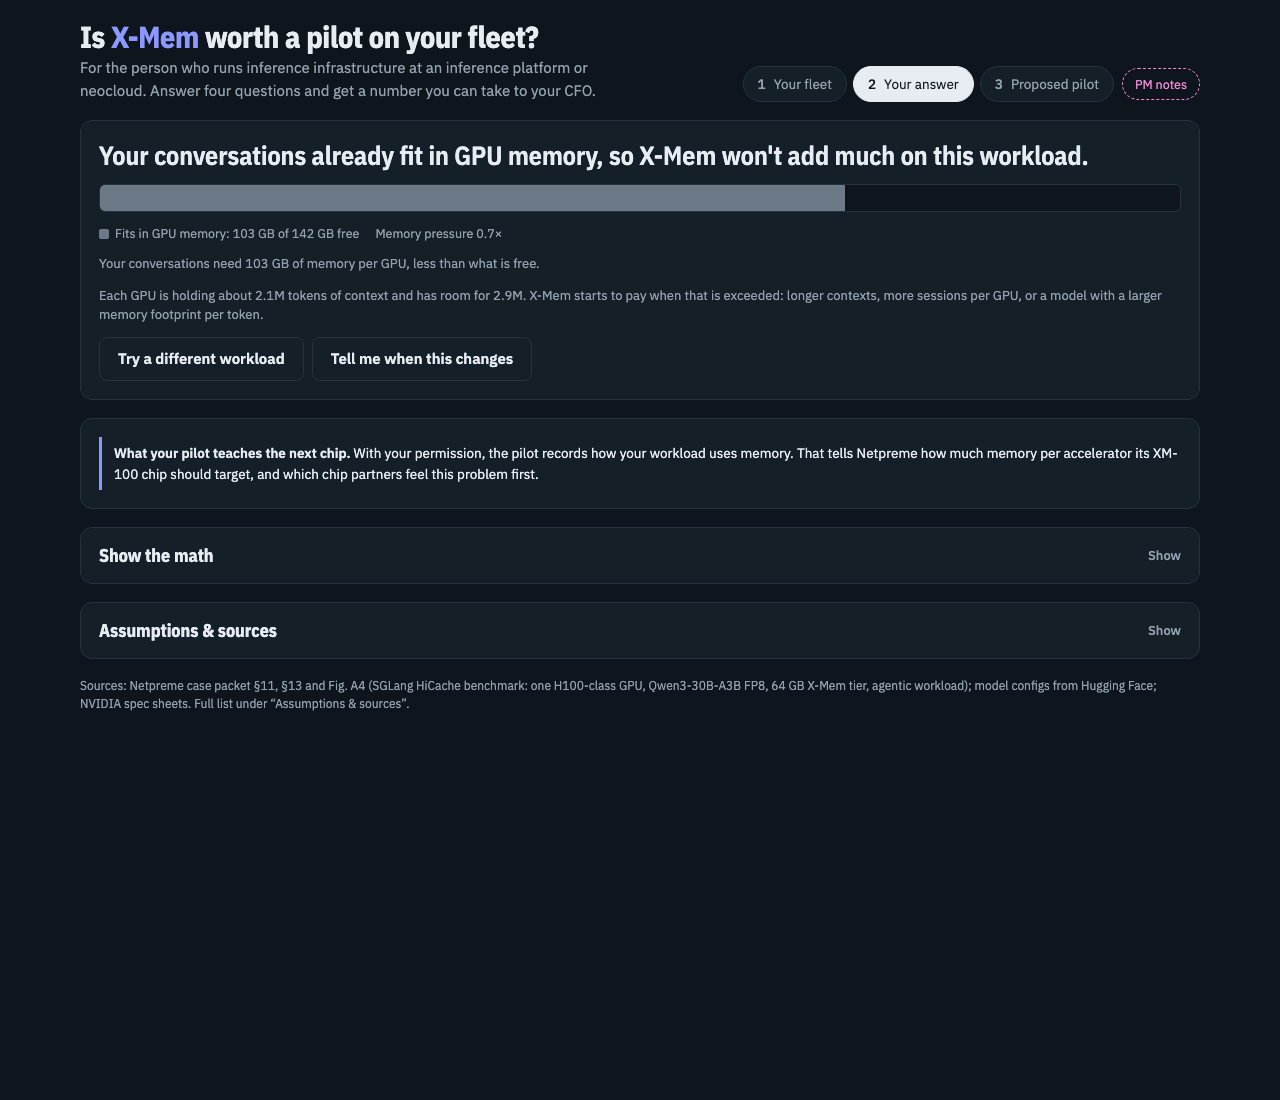 Is X-Mem worth a pilot on your fleet?
For the person who runs inference infrastructure at an inference platform or
neocloud. Answer four questions and get a number you can take to your CFO.
1 Your fleet
2 Your answer
3 Proposed pilot
PM notes
Your conversations already fit in GPU memory, so X-Mem won't add much on this workload.
Fits in GPU memory: 103 GB of 142 GB free Memory pressure 0.7×
Your conversations need 103 GB of memory per GPU, less than what is free.
Each GPU is holding about 2.1M tokens of context and has room for 2.9M. X-Mem starts to pay when that is exceeded: longer contexts, more sessions per GPU, or a model with a larger
memory footprint per token.
Try a different workload
Tell me when this changes
What your pilot teaches the next chip. With your permission, the pilot records how your workload uses memory. That tells Netpreme how much memory per accelerator its XM-
100 chip should target, and which chip partners feel this problem first.
Show the math
Show
Assumptions & sources
Show
Sources: Netpreme case packet §11, §13 and Fig. A4 (SGLang HiCache benchmark: one H100-class GPU, Qwen3-30B-A3B FP8, 64 GB X-Mem tier, agentic workload); model configs from Hugging Face;
NVIDIA spec sheets. Full list under “Assumptions & sources”.